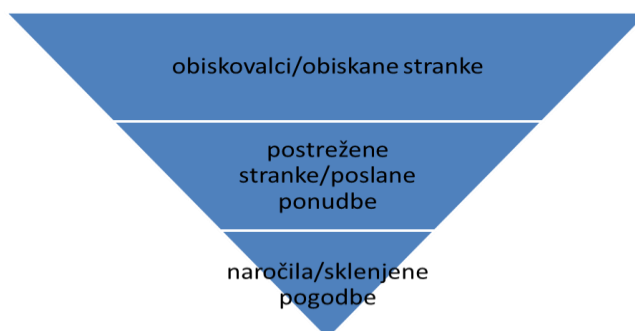 obiskovalci/obiskane stranke
postrežene
stranke/poslane
ponudbe
naročila/sklenjene
pogodbe